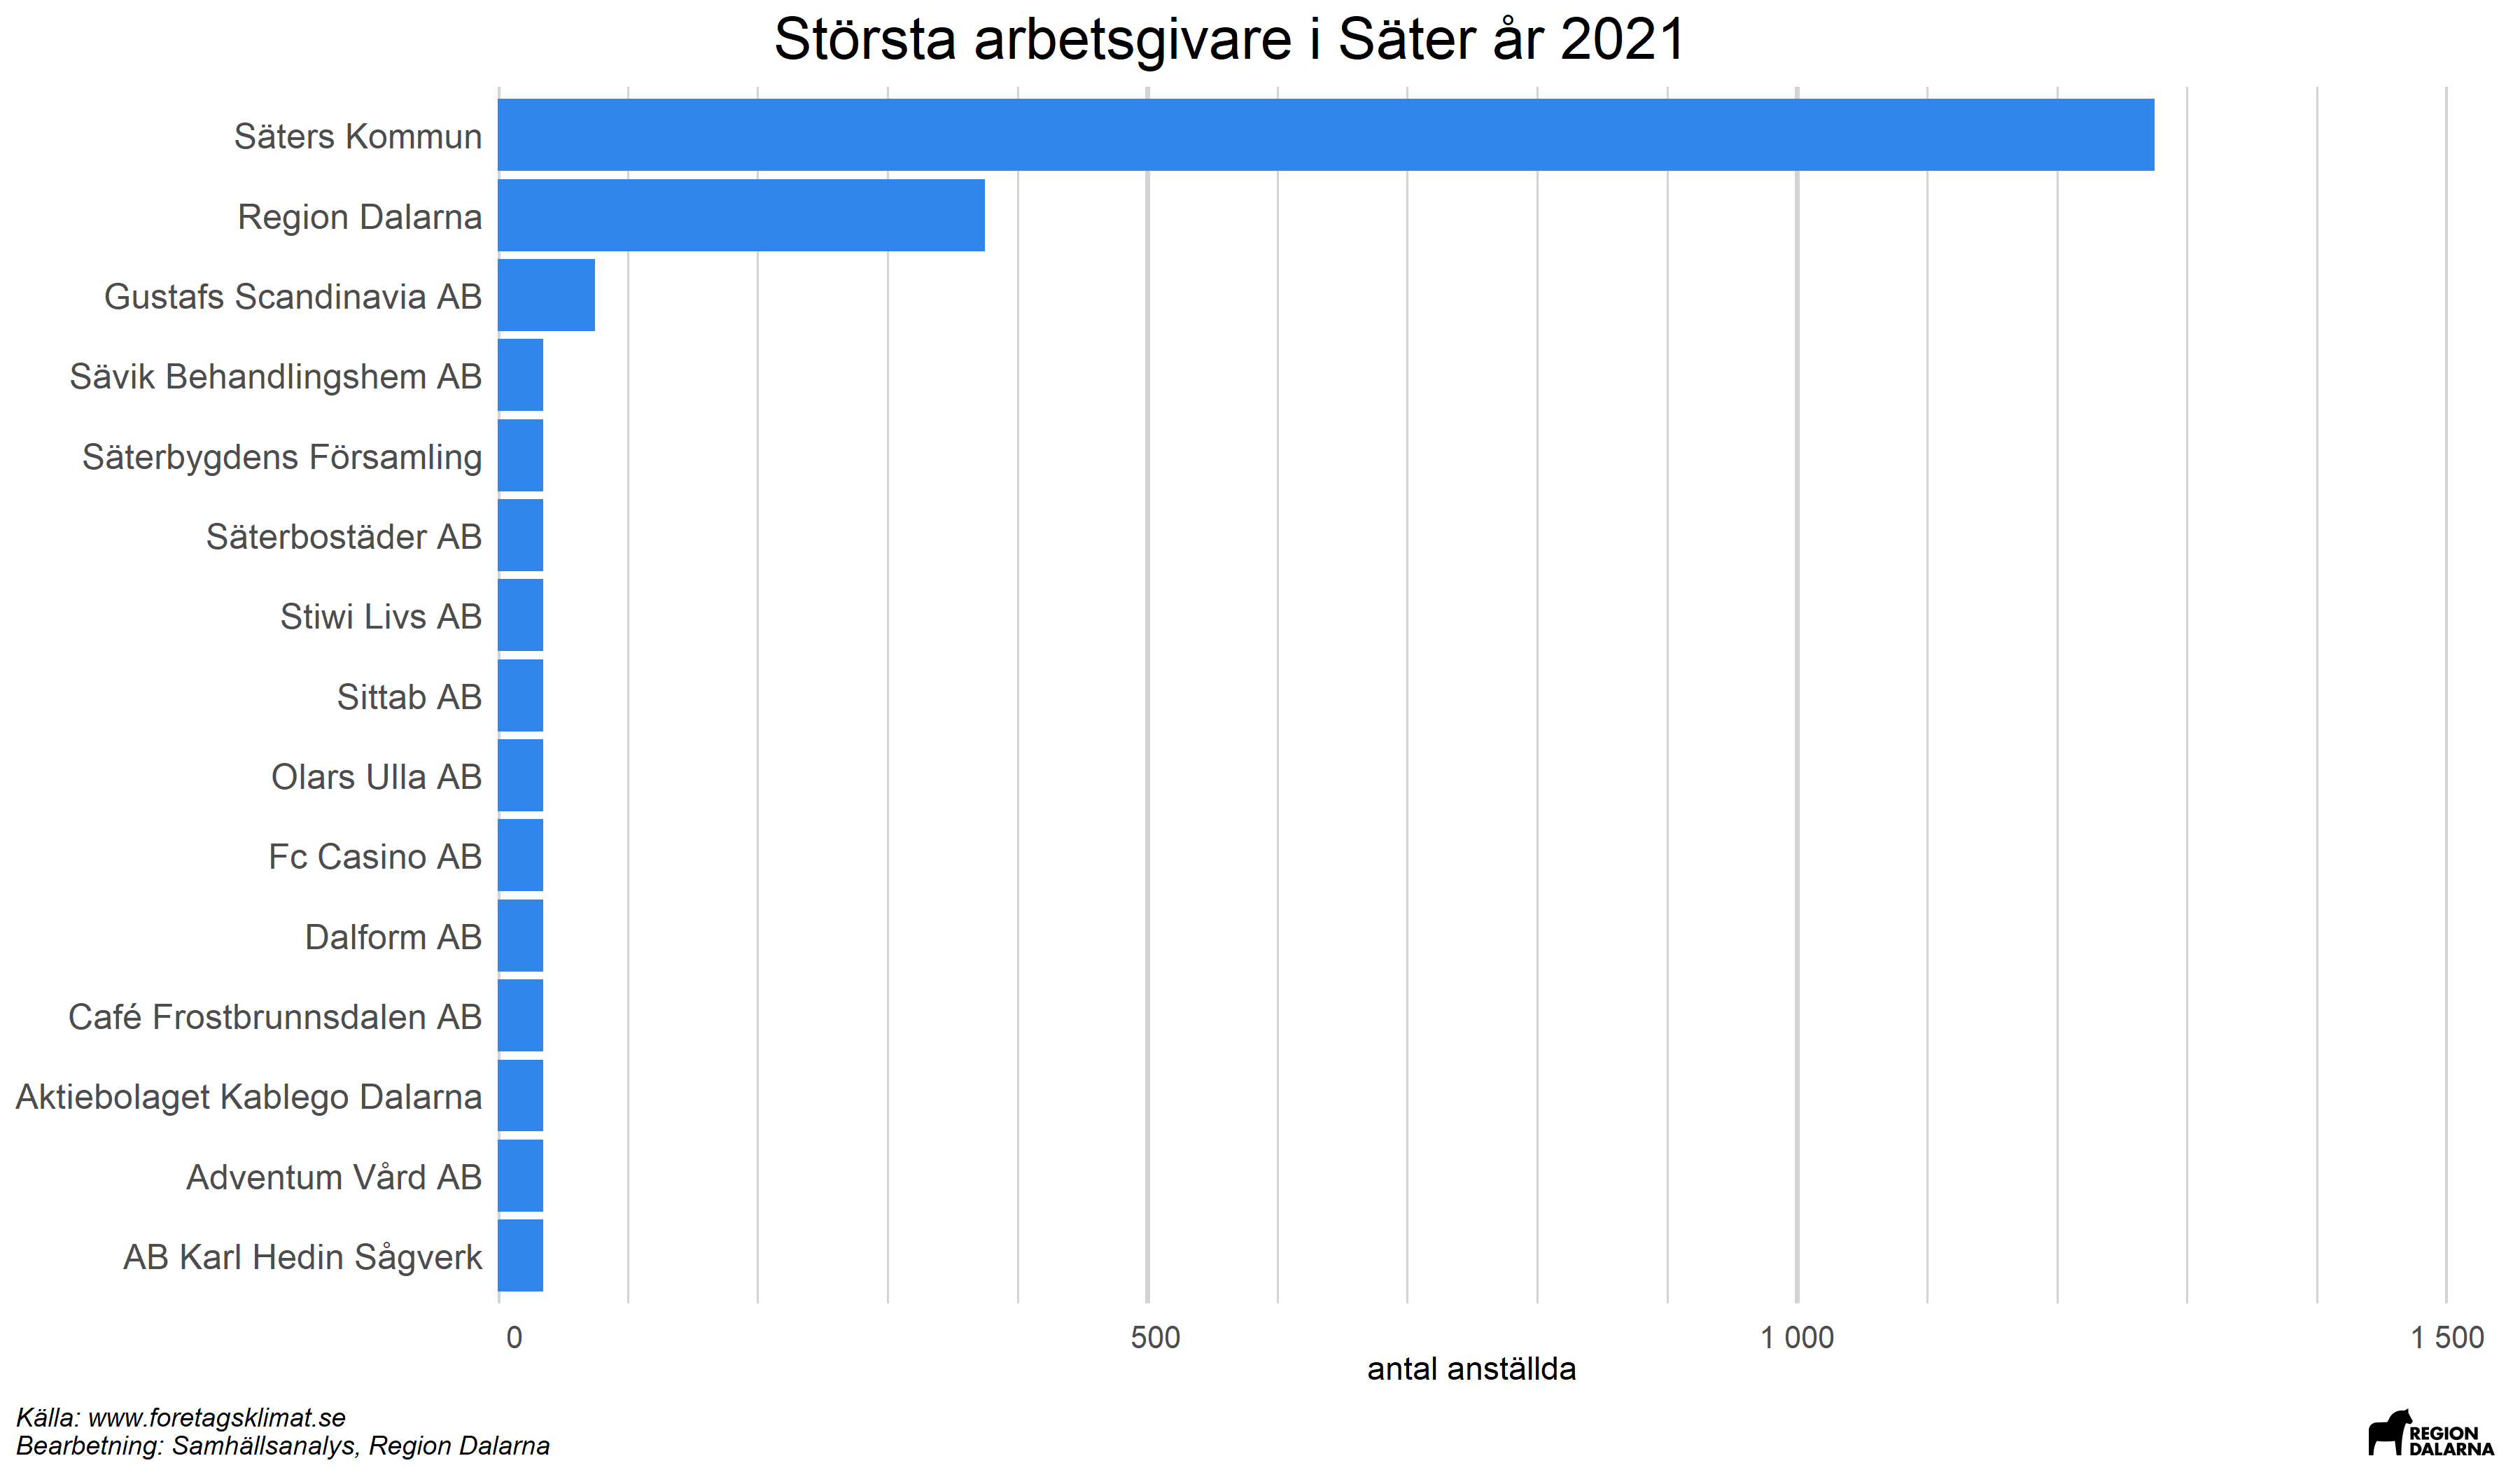 Största arbetsgivare i Säter år 2021
Säters Kommun
Region Dalarna
Gustafs Scandinavia AB
Sävik Behandlingshem AB
Säterbygdens Församling
Säterbostäder AB
Stiwi Livs AB
Sittab AB
Olars Ulla AB
Fc Casino AB
Dalform AB
Café Frostbrunnsdalen AB
Aktiebolaget Kablego Dalarna
Adventum Vård AB
AB Karl Hedin Sågverk
0 500 1 000 1 500
antal anställda
Källa: www.foretagsklimat.se
Bearbetning: Samhällsanalys, Region Dalarna
REGION
DALARNA